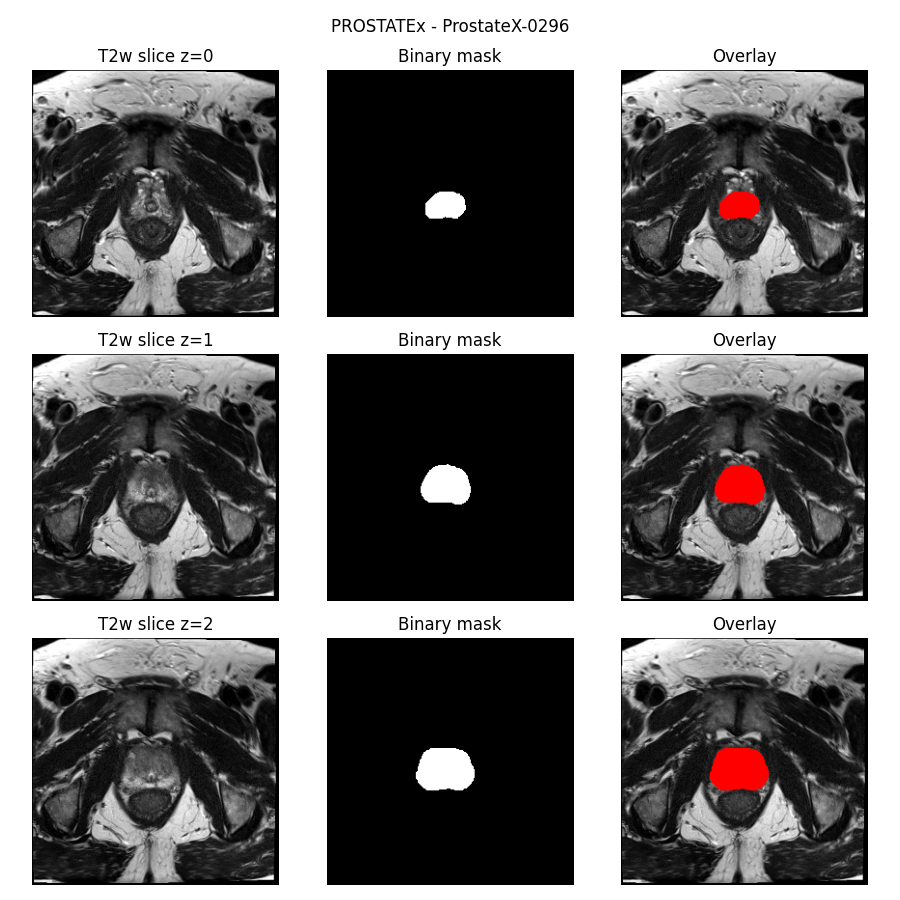 PROSTATEx - ProstateX-0296
T2w slice z=0 Binary mask Overlay
T2w slice z=1 Binary mask Overlay
T2w slice z=2 Binary mask Overlay